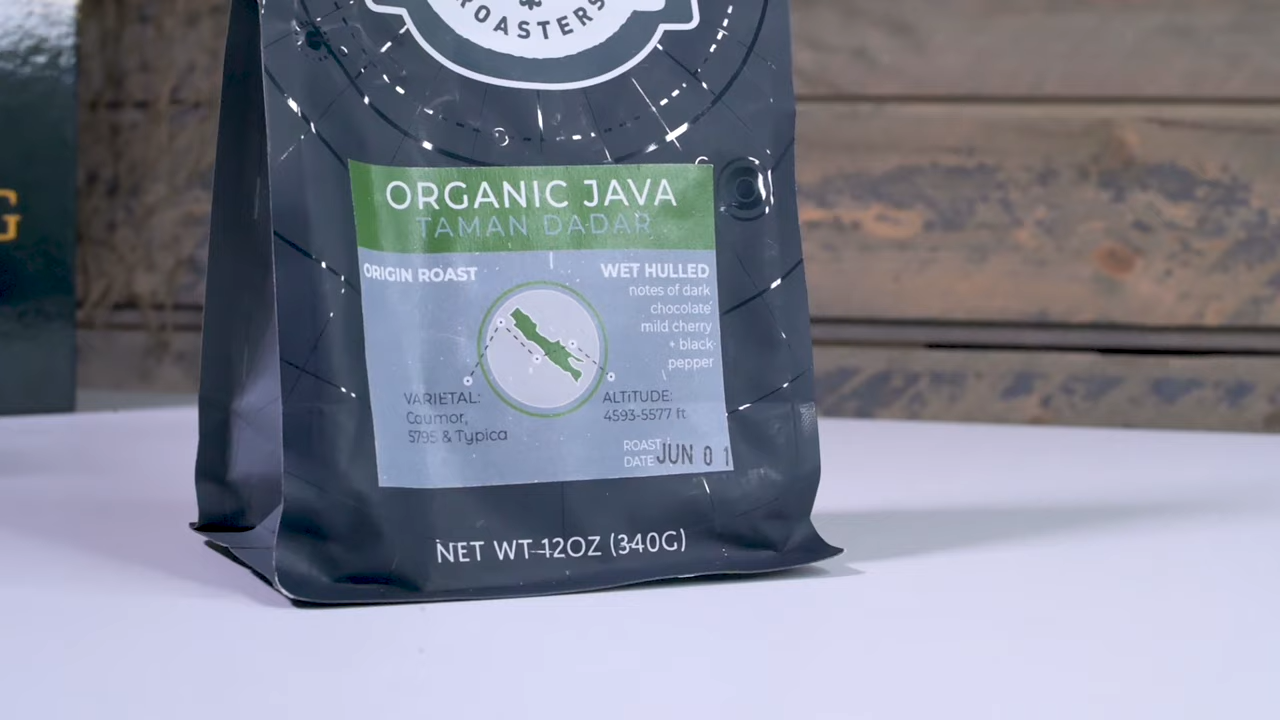 ROASTERS
G
ORGANIC JAVA
TAMAN DADAR
ORIGIN ROAST
WET HULLED
notes of dark
chocolate
mild cherry
+ black
pepper
VARIETAL:
Caumor,
5795 & Typica
ALTITUDE:
4593-5577 ft
ROAST
DATE JUN 01
NET WT 12OZ (340G)